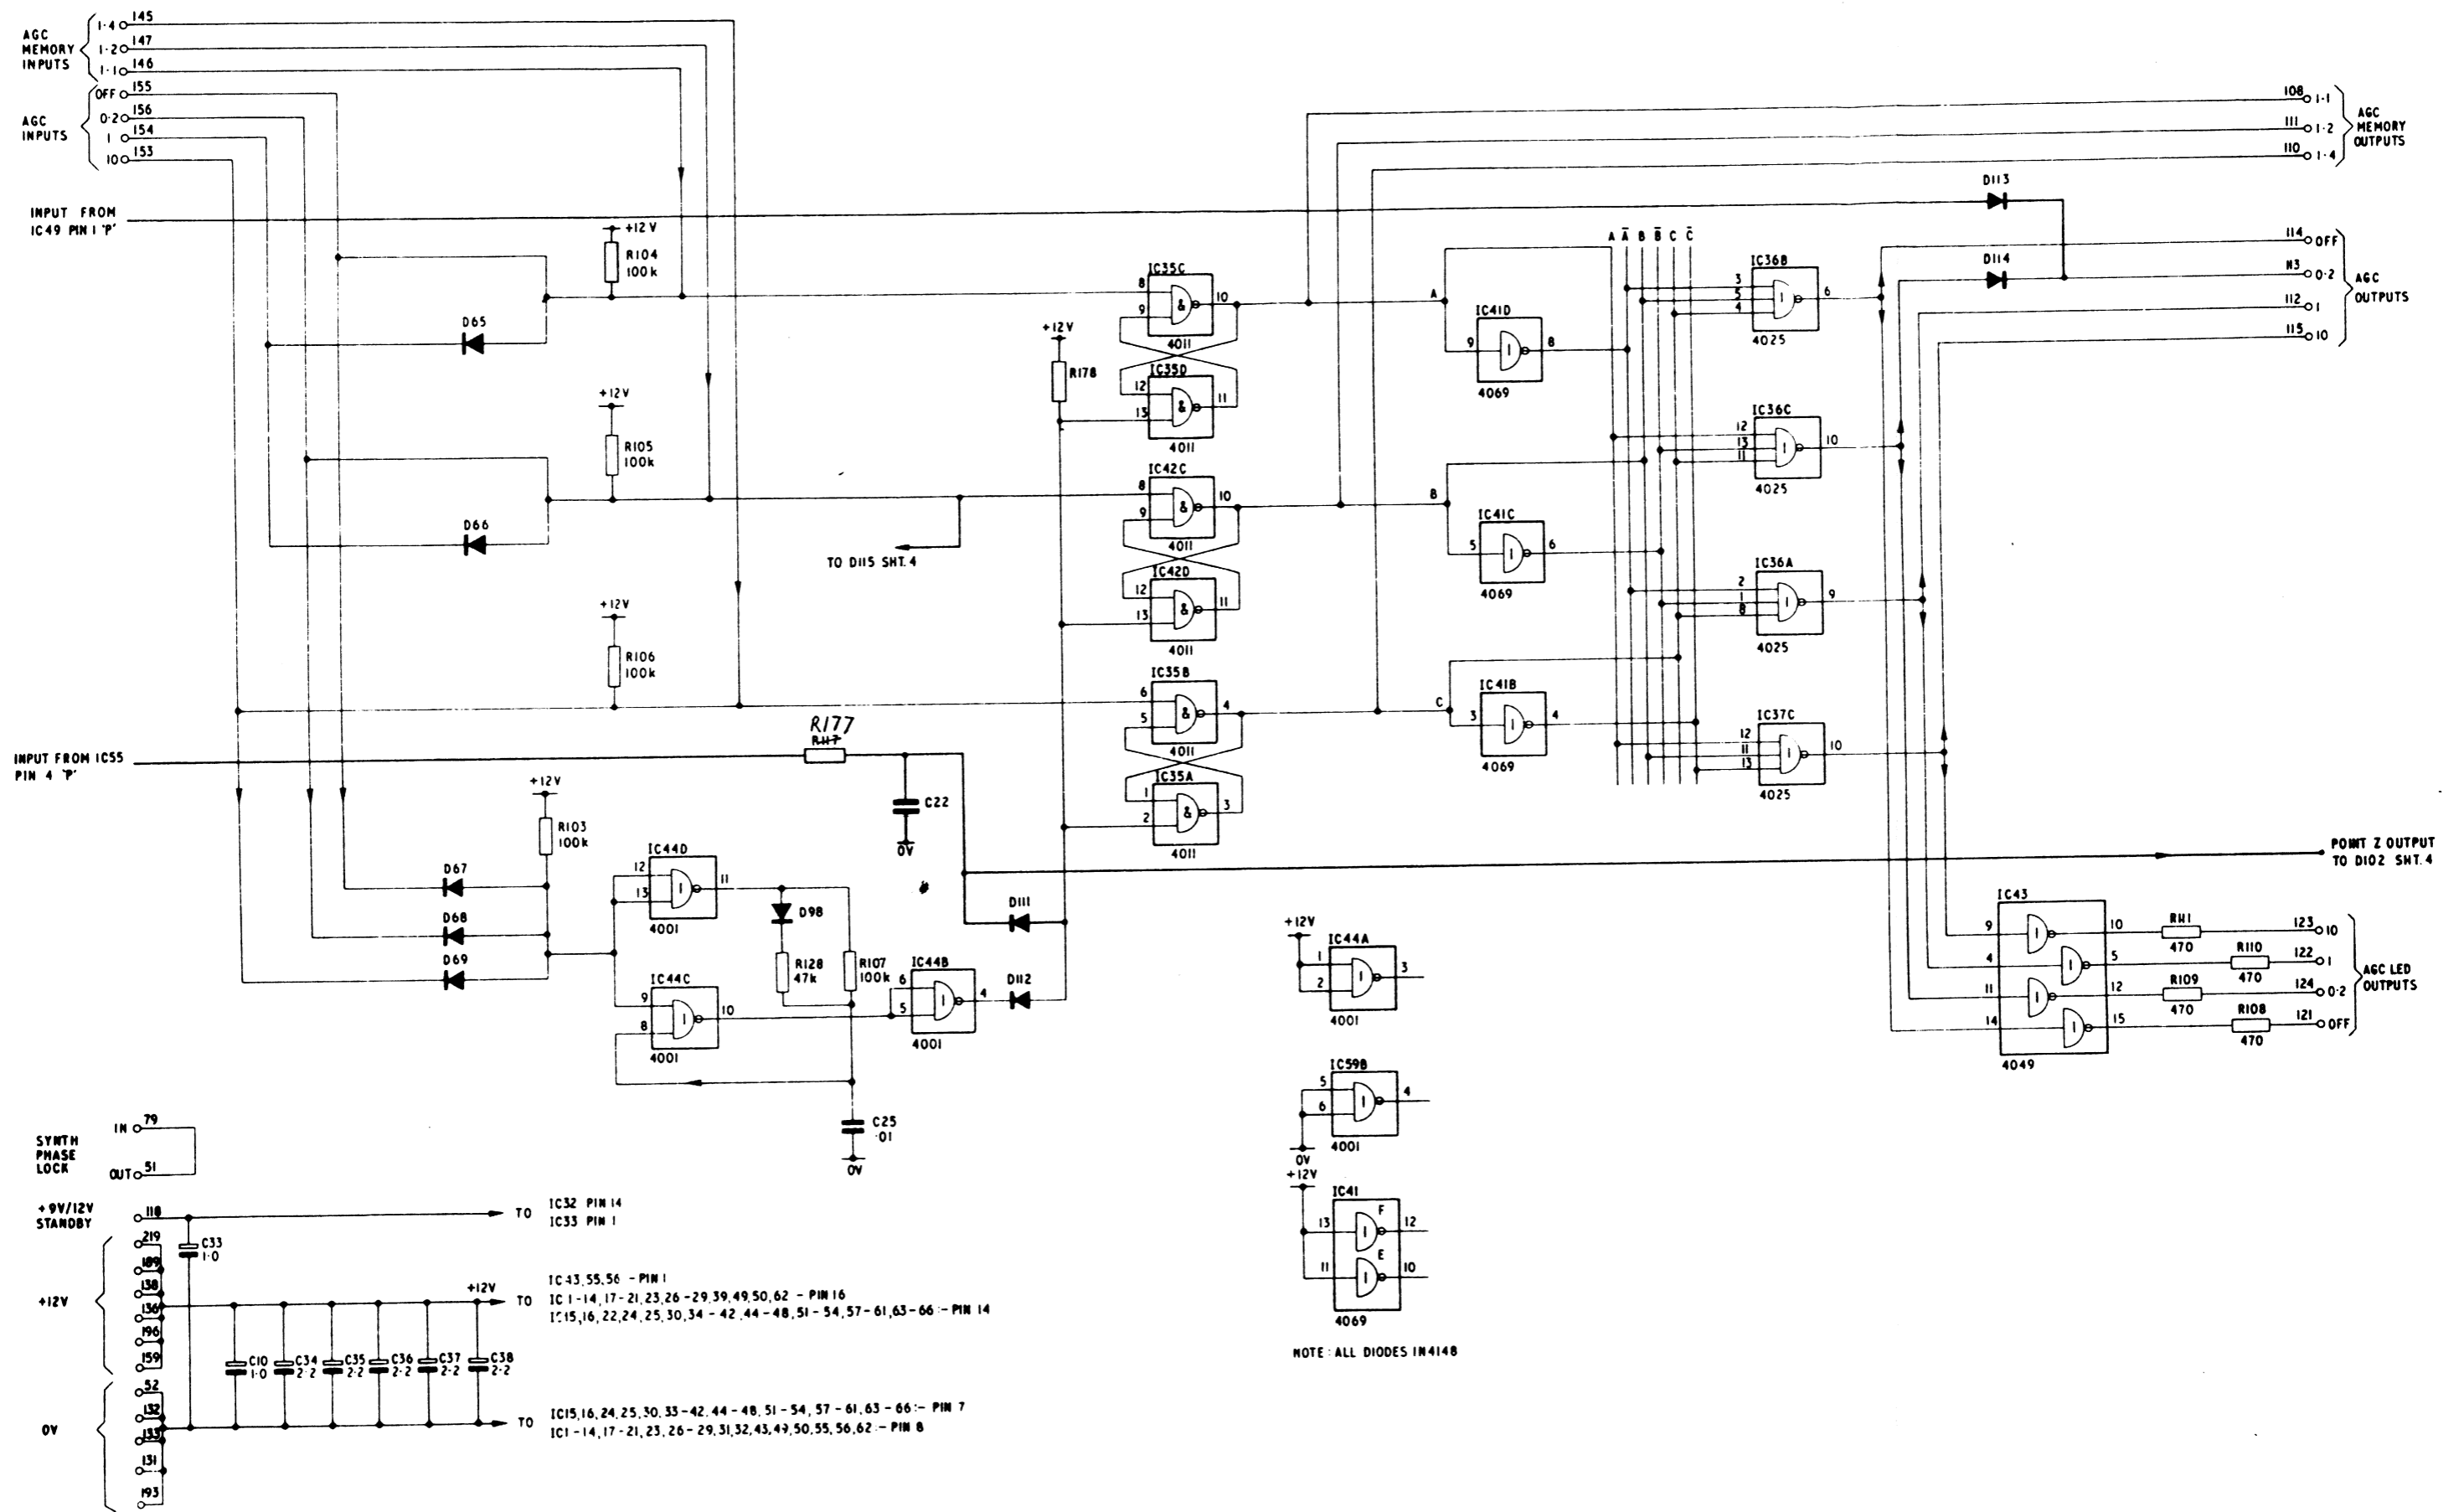 AGC
MEMORY
INPUTS
1·4 145
1·2 147
1·1 146
AGC
INPUTS
OFF 155
0·2 156
1 154
10 153
INPUT FROM
IC49 PIN 1 'P'
+12V
R104
100k
D65
+12V
R105
100k
D66
TO D115 SHT. 4
+12V
R106
100k
R177
R117
INPUT FROM IC55
PIN 4 'P'
C22
0V
+12V
R103
100k
D67
D68
D69
IC44D
12
13
11
4001
IC44C
9
8
10
4001
D98
R128
47k
R107
100k
C25
·01
0V
IC44B
6
5
4
4001
D111
D112
+12V
R178
IC35C
8
9
10
&
4011
IC35D
12
13
11
&
4011
IC42C
8
9
10
&
4011
IC42D
12
13
11
&
4011
IC35B
6
5
4
&
4011
IC35A
1
2
3
&
4011
A
IC41D
9
8
4069
B
IC41C
5
6
4069
C
IC41B
3
4
4069
A Ā B B̄ C C̄
IC36B
3
5
4
6
4025
IC36C
12
13
11
10
4025
IC36A
2
1
8
9
4025
IC37C
12
11
13
10
4025
D113
D114
108 1·1
111 1·2
110 1·4
AGC
MEMORY
OUTPUTS
114 OFF
113 0·2
112 1
115 10
AGC
OUTPUTS
POINT Z OUTPUT
TO D102 SHT. 4
IC43
9
4
11
14
10
5
12
15
4049
R111
470
R110
470
R109
470
R108
470
123 10
122 1
124 0·2
121 OFF
AGC LED
OUTPUTS
+12V
IC44A
1
2
3
4001
IC59B
5
6
4
4001
0V
+12V
IC41
13
F
12
11
E
10
4069
NOTE: ALL DIODES IN4148
SYNTH
PHASE
LOCK
IN 79
OUT 51
+9V/12V
STANDBY
118
C33
1·0
TO
IC32 PIN 14
IC33 PIN 1
+12V
219
189
138
136
196
159
+12V
TO
IC43,55,56 - PIN 1
IC1-14,17-21,23,26-29,39,49,50,62 - PIN 16
IC15,16,22,24,25,30,34-42,44-48,51-54,57-61,63-66:- PIN 14
C10
1·0
C34
2·2
C35
2·2
C36
2·2
C37
2·2
C38
2·2
0V
52
132
133
131
193
TO
IC15,16,24,25,30,33-42,44-48,51-54,57-61,63-66:- PIN 7
IC1-14,17-21,23,26-29,31,32,43,49,50,55,56,62:- PIN 8